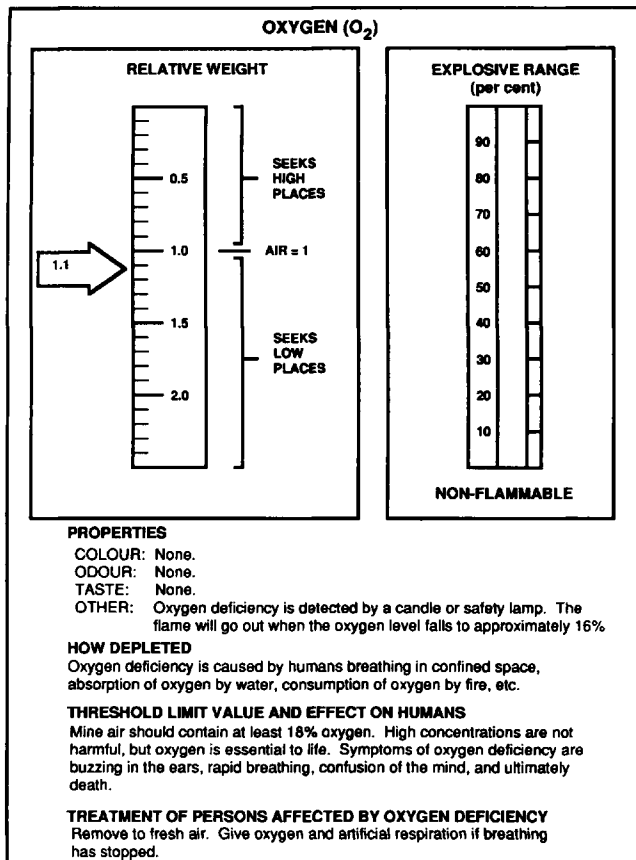 OXYGEN (O2)
RELATIVE WEIGHT
0.5
1.0
1.5
2.0
1.1
SEEKS
HIGH
PLACES
AIR = 1
SEEKS
LOW
PLACES
EXPLOSIVE RANGE
(per cent)
90
80
70
60
50
40
30
20
10
NON-FLAMMABLE
PROPERTIES
COLOUR: None.
ODOUR: None.
TASTE: None.
OTHER: Oxygen deficiency is detected by a candle or safety lamp. The
flame will go out when the oxygen level falls to approximately 16%
HOW DEPLETED
Oxygen deficiency is caused by humans breathing in confined space,
absorption of oxygen by water, consumption of oxygen by fire, etc.
THRESHOLD LIMIT VALUE AND EFFECT ON HUMANS
Mine air should contain at least 18% oxygen. High concentrations are not
harmful, but oxygen is essential to life. Symptoms of oxygen deficiency are
buzzing in the ears, rapid breathing, confusion of the mind, and ultimately
death.
TREATMENT OF PERSONS AFFECTED BY OXYGEN DEFICIENCY
Remove to fresh air. Give oxygen and artificial respiration if breathing
has stopped.